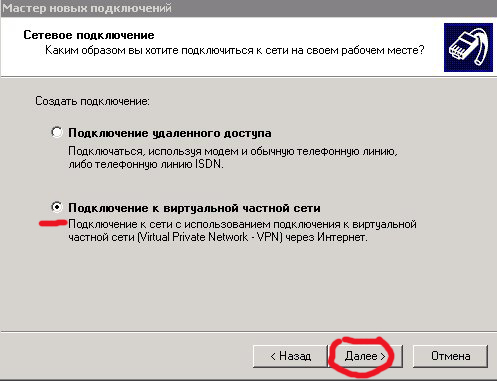 Мастер новых подключений
Сетевое подключение
Каким образом вы хотите подключиться к сети на своем рабочем месте?
Создать подключение:
Подключение удаленного доступа
Подключаться, используя модем и обычную телефонную линию,
либо телефонную линию ISDN.
Подключение к виртуальной частной сети
Подключение к сети с использованием подключения к виртуальной
частной сети (Virtual Private Network - VPN) через Интернет.
< Назад
Далее >
Отмена